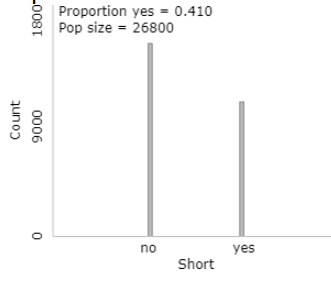 Proportion yes = 0.410
Pop size = 26800
1800
Count
9000
0
no yes
Short